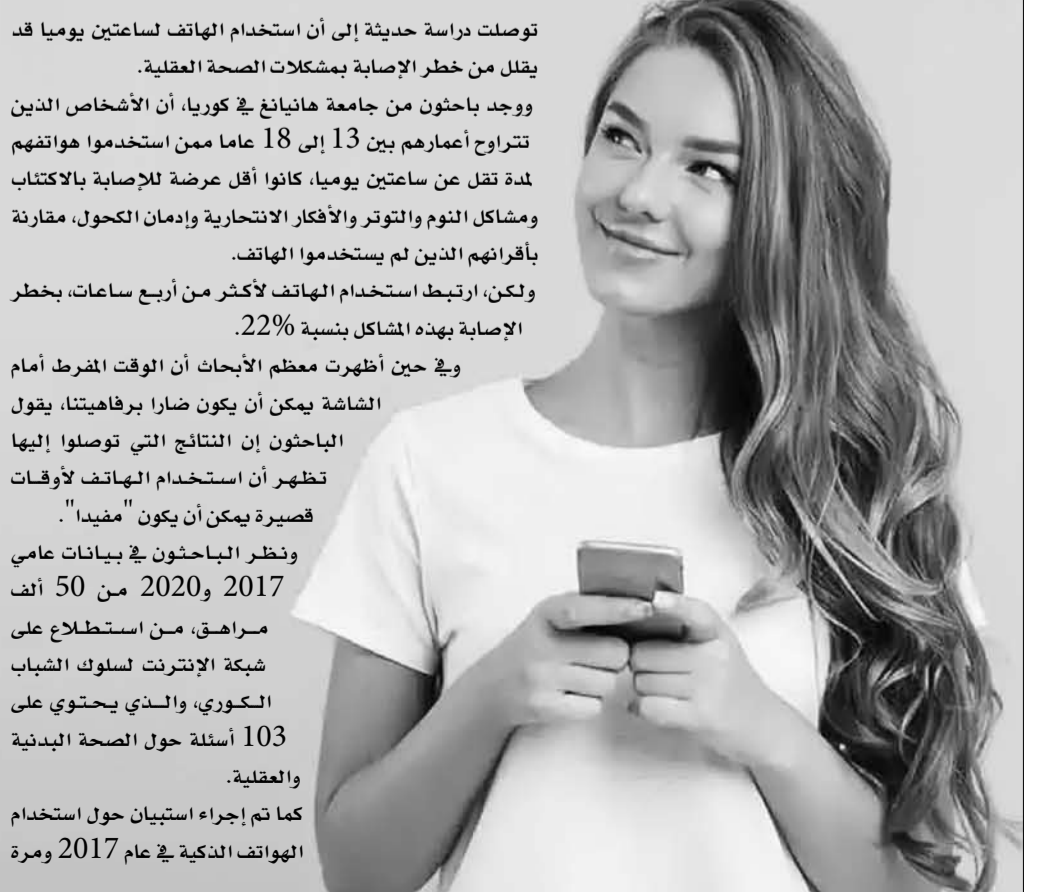 توصلت دراسة حديثة إلى أن استخدام الهاتف لساعتين يوميا قد
يقلل من خطر الإصابة بمشكلات الصحة العقلية.
ووجد باحثون من جامعة هانيانغ في كوريا، أن الأشخاص الذين
تتراوح أعمارهم بين 13 إلى 18 عاما ممن استخدموا هواتفهم
لمدة تقل عن ساعتين يوميا، كانوا أقل عرضة للإصابة بالاكتئاب
ومشاكل النوم والتوتر والأفكار الانتحارية وإدمان الكحول، مقارنة
بأقرانهم الذين لم يستخدموا الهاتف.
ولكن، ارتبط استخدام الهاتف لأكثر من أربع ساعات، بخطر
الإصابة بهذه المشاكل بنسبة 22%.
وفي حين أظهرت معظم الأبحاث أن الوقت المفرط أمام
الشاشة يمكن أن يكون ضارا برفاهيتنا، يقول
الباحثون إن النتائج التي توصلوا إليها
تظهر أن استخدام الهاتف لأوقات
قصيرة يمكن أن يكون "مفيدا".
ونظر الباحثون في بيانات عامي
2017 و2020 من 50 ألف
مراهق، من استطلاع على
شبكة الإنترنت لسلوك الشباب
الكوري، والذي يحتوي على
103 أسئلة حول الصحة البدنية
والعقلية.
كما تم إجراء استبيان حول استخدام
الهواتف الذكية في عام 2017 ومرة